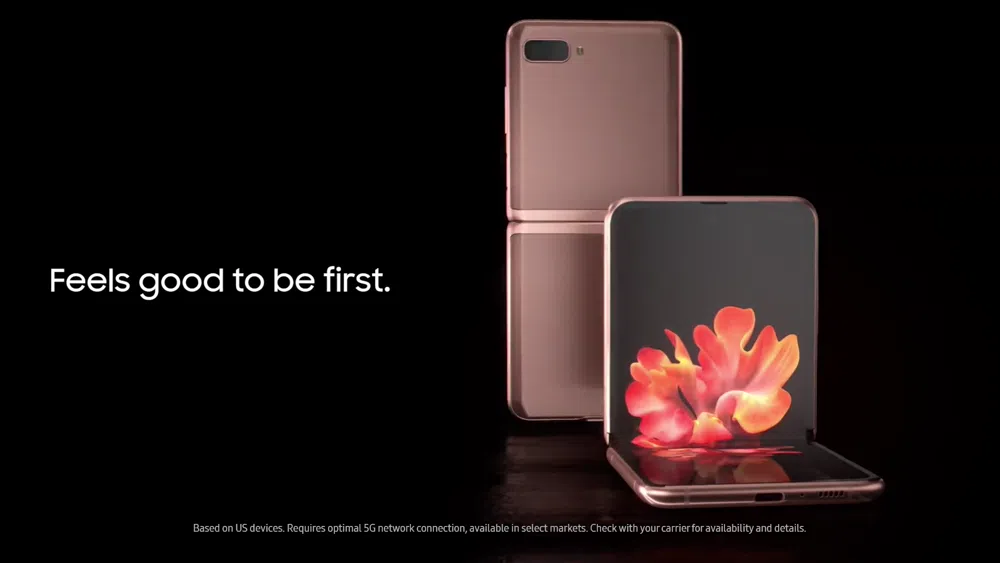 Feels good to be first.
Based on US devices. Requires optimal 5G network connection, available in select markets. Check with your carrier for availability and details.